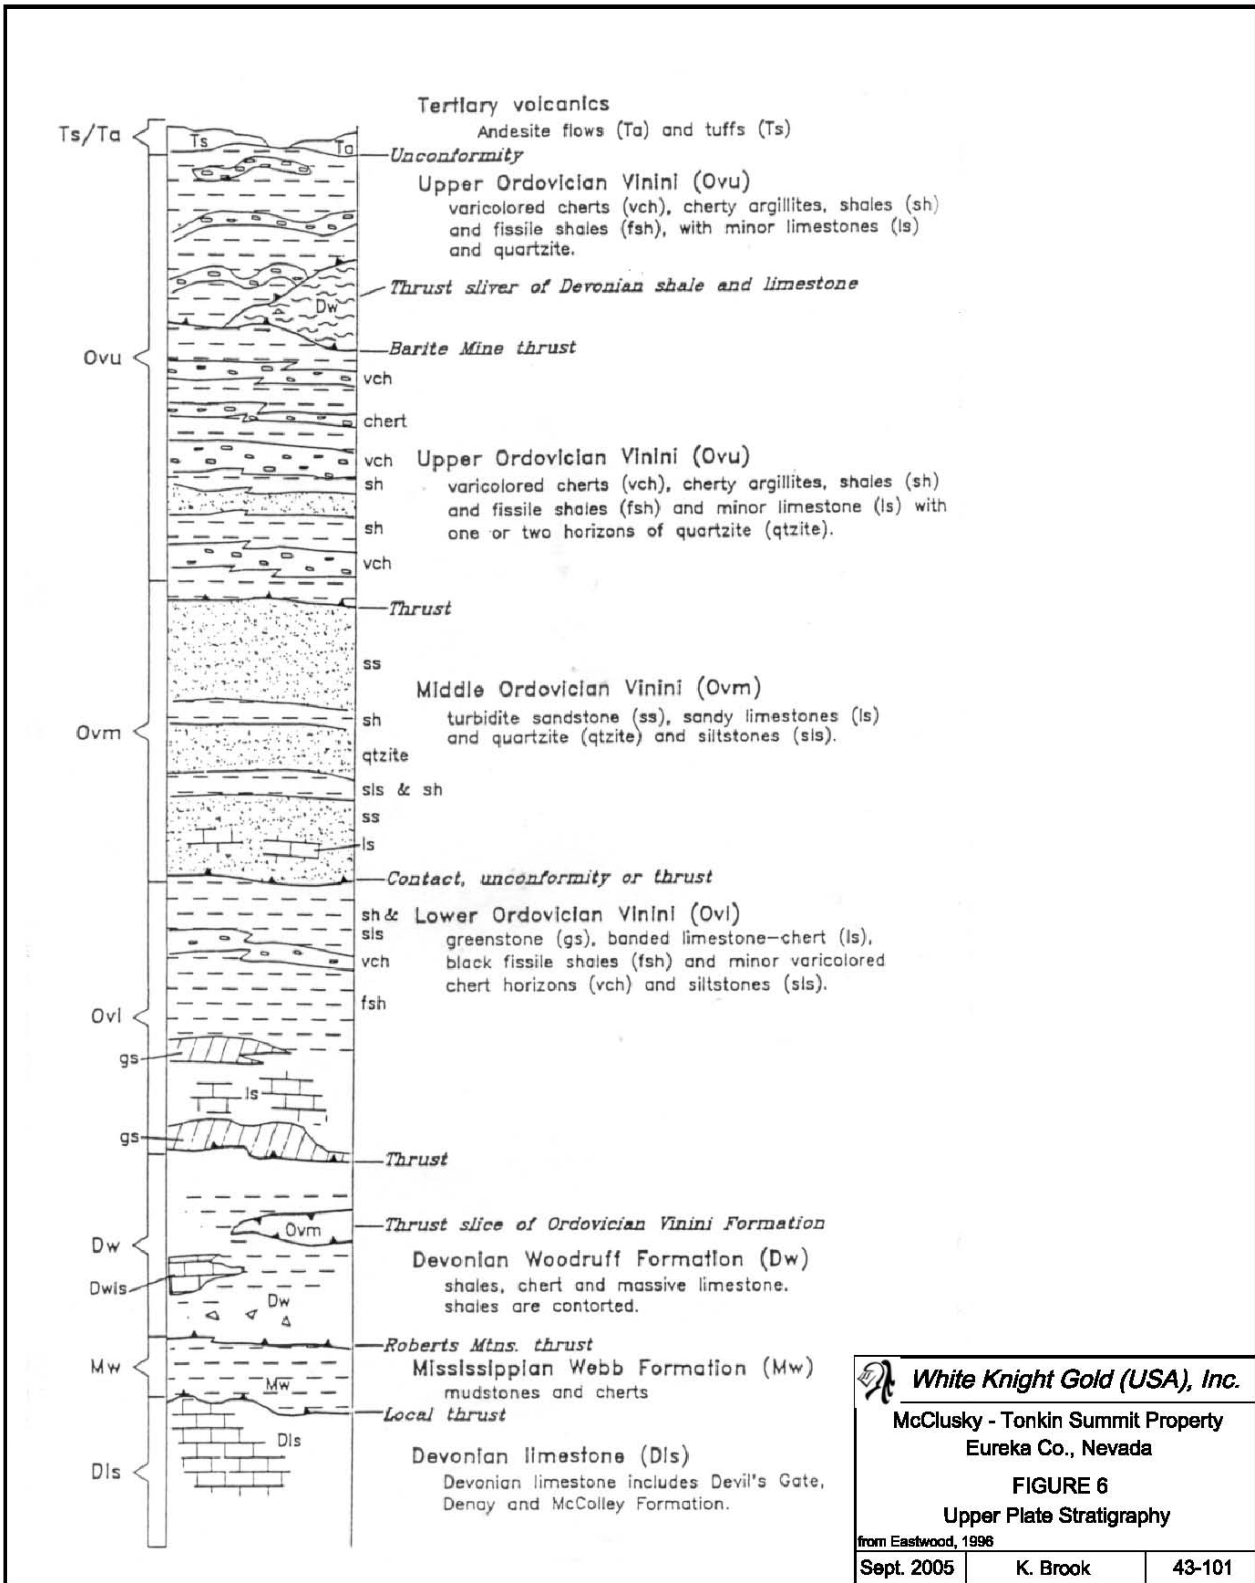 Tertiary volcanics
Andesite flows (Ta) and tuffs (Ts)
Ts/Ta
Ts
Ta
Unconformity
Upper Ordovician Vinini (Ovu)
varicolored cherts (vch), cherty argillites, shales (sh)
and fissile shales (fsh), with minor limestones (ls)
and quartzite.
Thrust sliver of Devonian shale and limestone
Dw
Barite Mine thrust
Ovu
vch
chert
vch
Upper Ordovician Vinini (Ovu)
sh
varicolored cherts (vch), cherty argillites, shales (sh)
and fissile shales (fsh) and minor limestone (ls) with
sh
one or two horizons of quartzite (qtzite).
vch
Thrust
ss
Middle Ordovician Vinini (Ovm)
sh
turbidite sandstone (ss), sandy limestones (ls)
Ovm
and quartzite (qtzite) and siltstones (sls).
qtzite
sls & sh
ss
ls
Contact, unconformity or thrust
sh &
Lower Ordovician Vinini (Ovl)
sls
greenstone (gs), banded limestone-chert (ls),
vch
black fissile shales (fsh) and minor varicolored
chert horizons (vch) and siltstones (sls).
fsh
Ovl
gs
ls
gs
Thrust
Ovm
Thrust slice of Ordovician Vinini Formation
Dw
Devonian Woodruff Formation (Dw)
Dwls
shales, chert and massive limestone.
Dw
shales are contorted.
Roberts Mtns. thrust
Mw
Mississippian Webb Formation (Mw)
Mw
mudstones and cherts
Local thrust
Dls
Devonian limestone (Dls)
Dls
Devonian limestone includes Devil's Gate,
Denay and McColley Formation.
White Knight Gold (USA), Inc.
McClusky - Tonkin Summit Property
Eureka Co., Nevada
FIGURE 6
Upper Plate Stratigraphy
from Eastwood, 1996
Sept. 2005
K. Brook
43-101